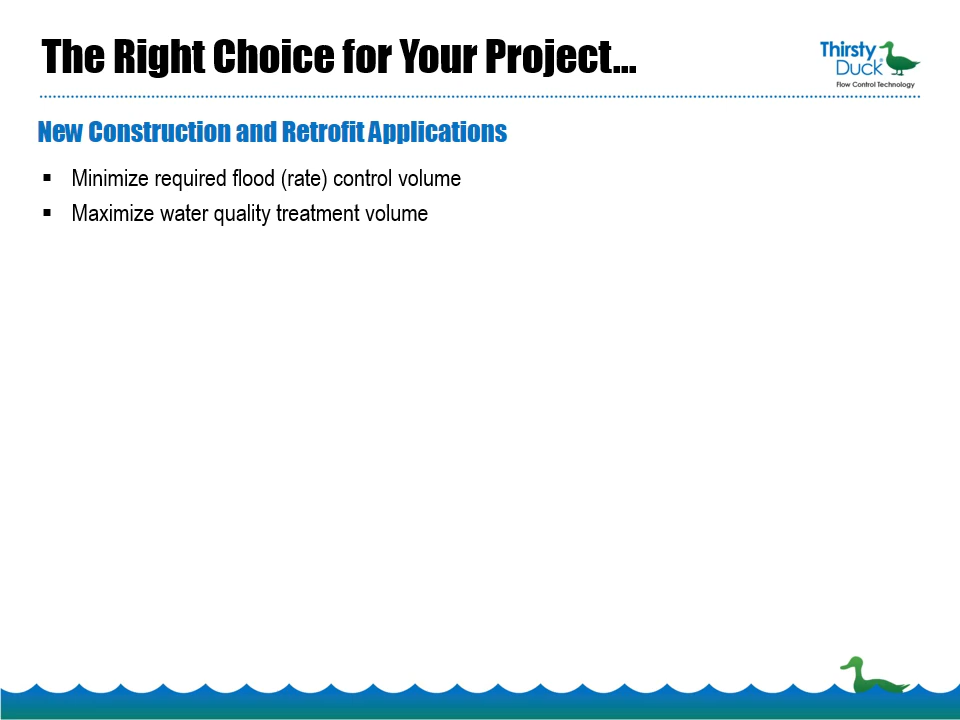 The Right Choice for Your Project...
Thirsty
Duck®
Flow Control Technology
New Construction and Retrofit Applications
▪ Minimize required flood (rate) control volume
▪ Maximize water quality treatment volume